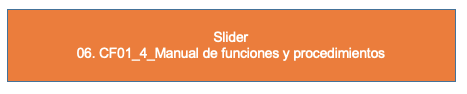 Slider
06. CF01_4_Manual de funciones y procedimientos